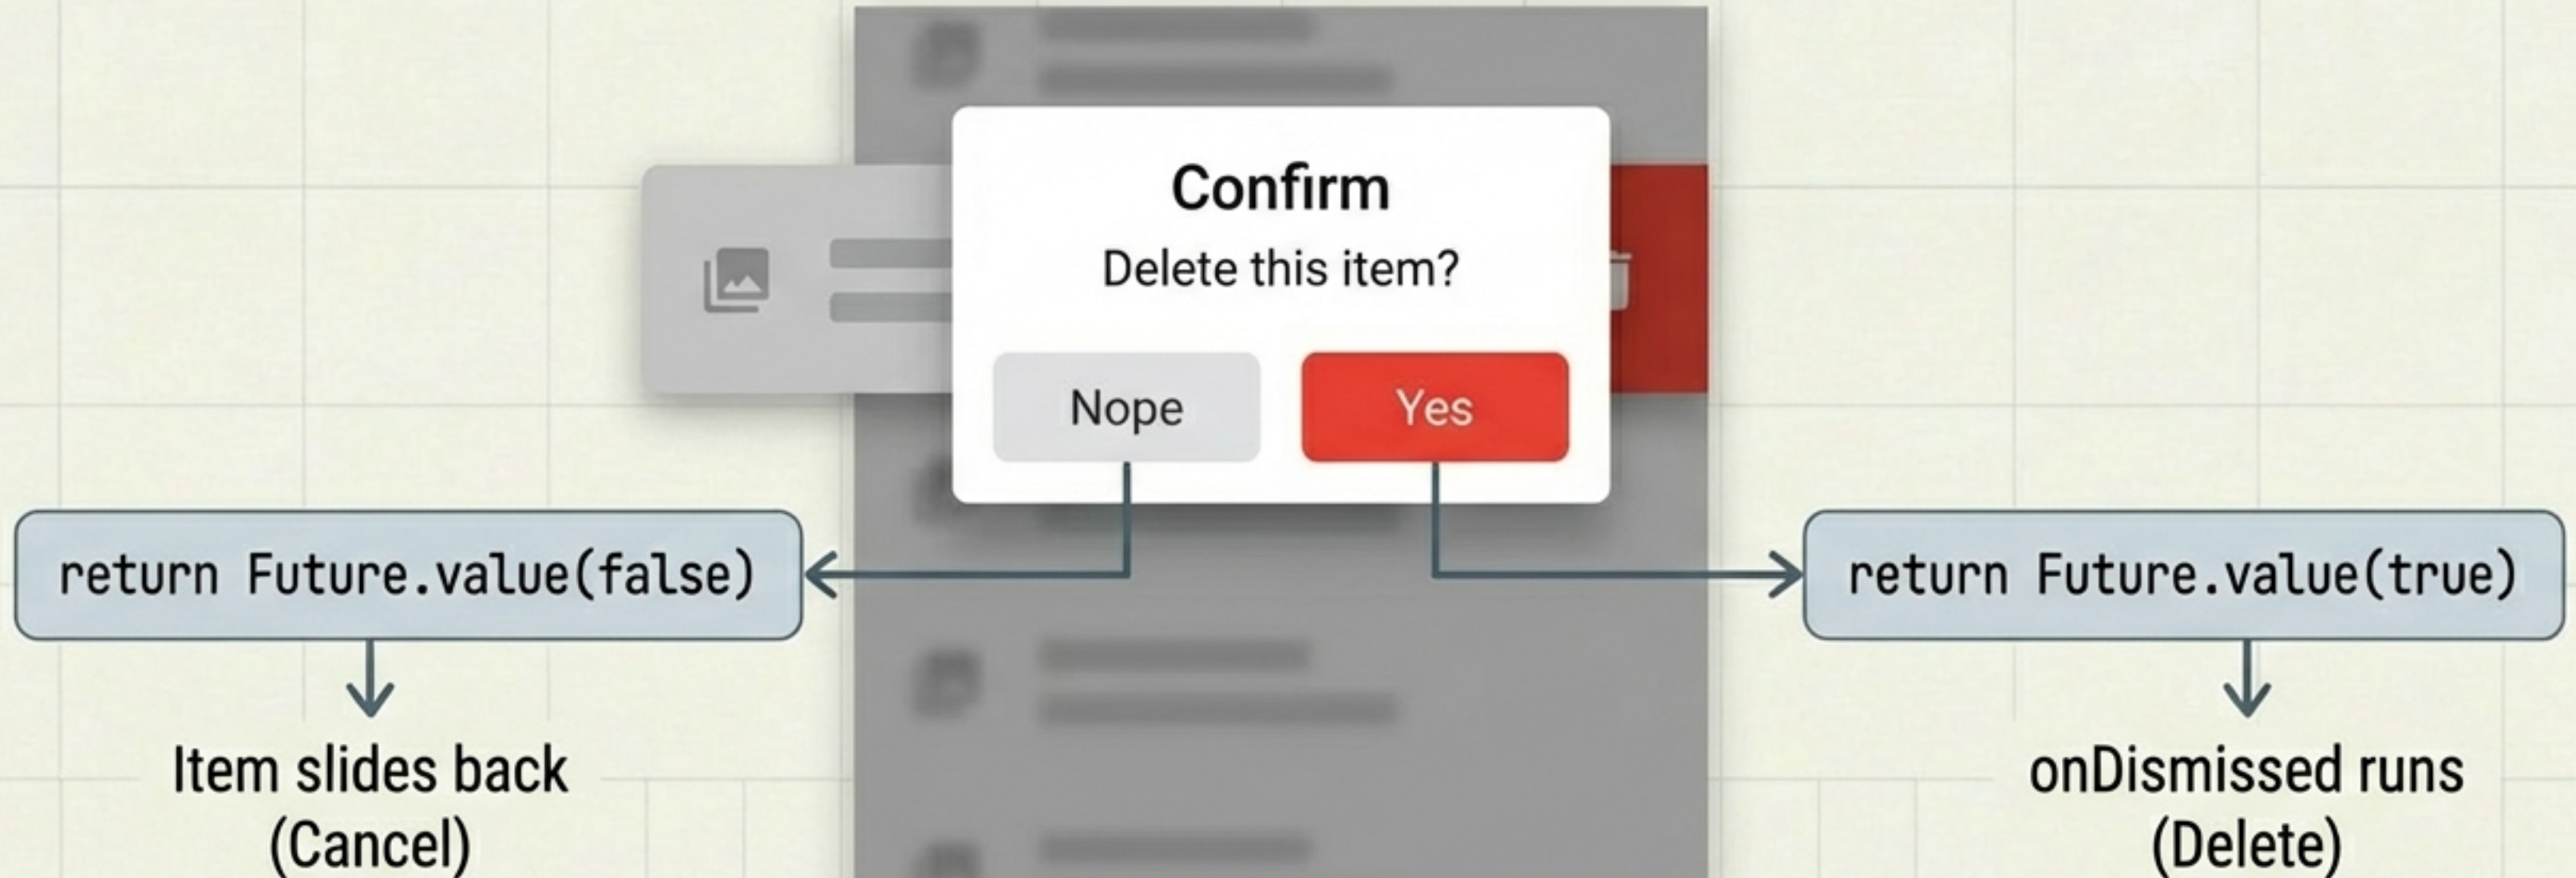 Confirm
Delete this item?
Nope
Yes
return Future.value(false)
return Future.value(true)
Item slides back
(Cancel)
onDismissed runs
(Delete)